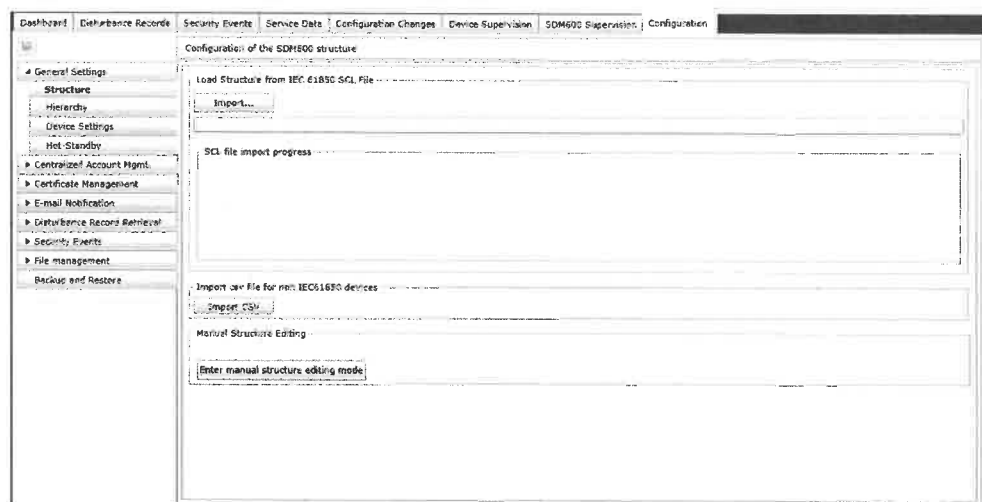 Dashboard Disturbance Records Security Events Service Data Configuration Changes Device Supervision SDM600 Supervision Configuration
Configuration of the SDM600 structure
General Settings
Structure
Hierarchy
Device Settings
Hot-Standby
Centralized Account Mgmt.
Certificate Management
E-mail Notification
Disturbance Record Retrieval
Security Events
File management
Backup and Restore
Load Structure from IEC 61850 SCL File
Import...
SCL file import progress
Import csv file for non IEC61850 devices
Import CSV
Manual Structure Editing
Enter manual structure editing mode